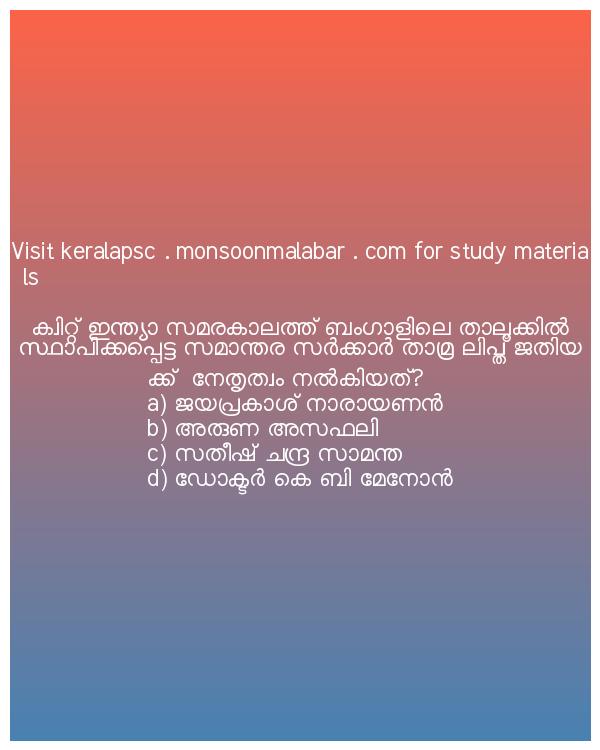 Visit keralapsc . monsoonmalabar . com for study materia
ls
ക്വിറ്റ് ഇന്ത്യാ സമരകാലത്ത് ബംഗാളിലെ താലൂക്കിൽ
സ്ഥാപിക്കപ്പെട്ട സമാന്തര സർക്കാർ താമ്ര ലിപ്ത ജതിയ
ക്ക് നേതൃത്വം നൽകിയത്?
a) ജയപ്രകാശ് നാരായണൻ
b) അരുണ അസഫലി
c) സതീഷ് ചന്ദ്ര സാമന്ത
d) ഡോക്ടർ കെ ബി മേനോൻ